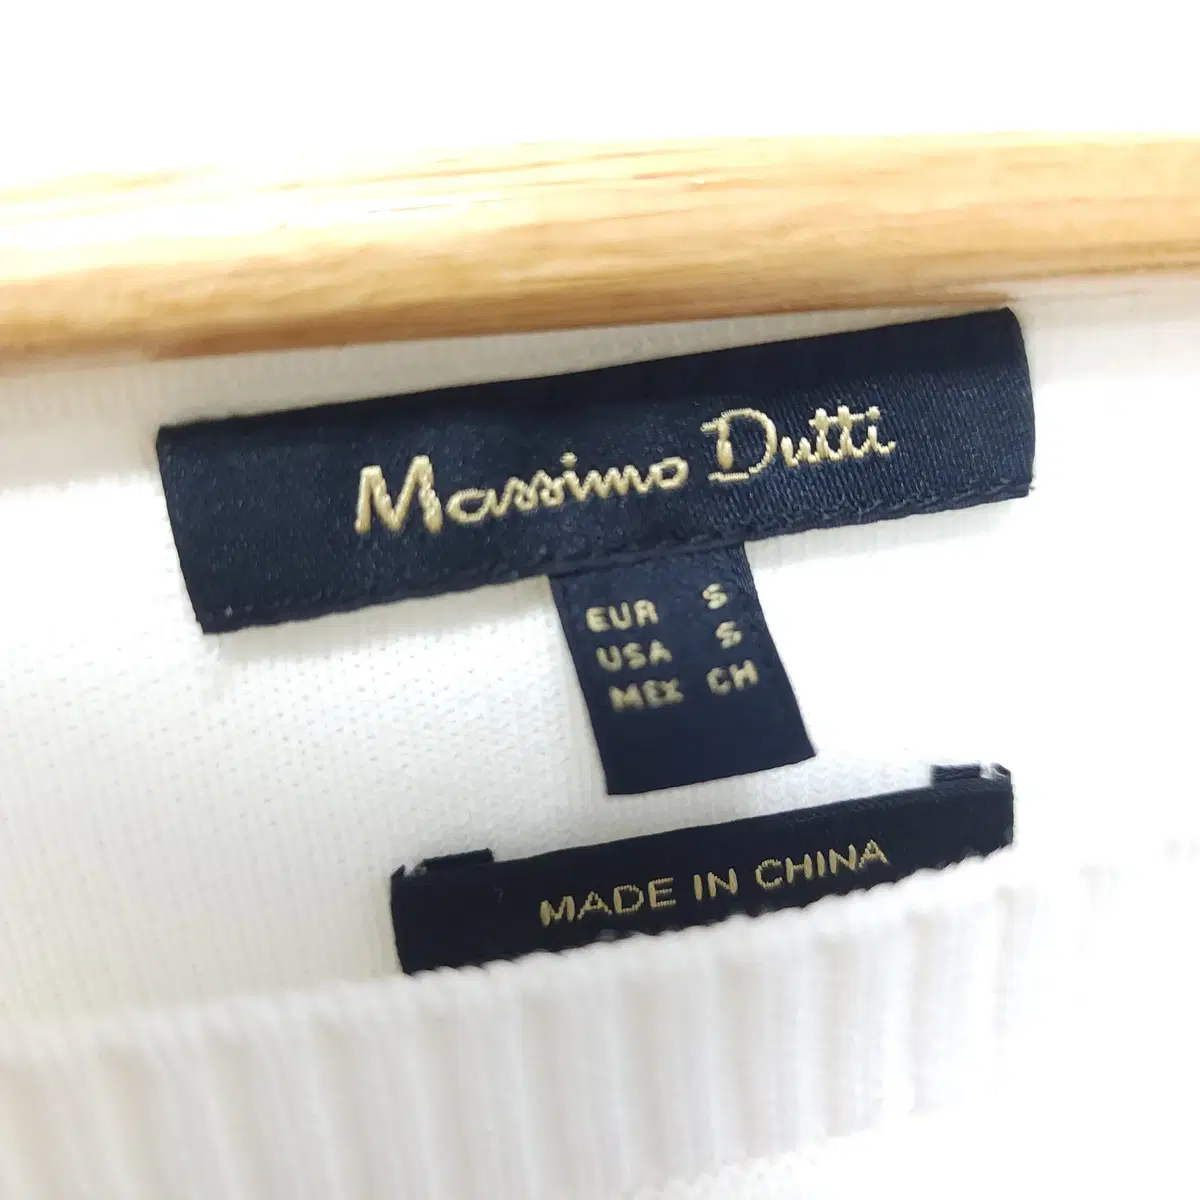 Massimo Dutti
EUR S
USA S
MEX CH
MADE IN CHINA